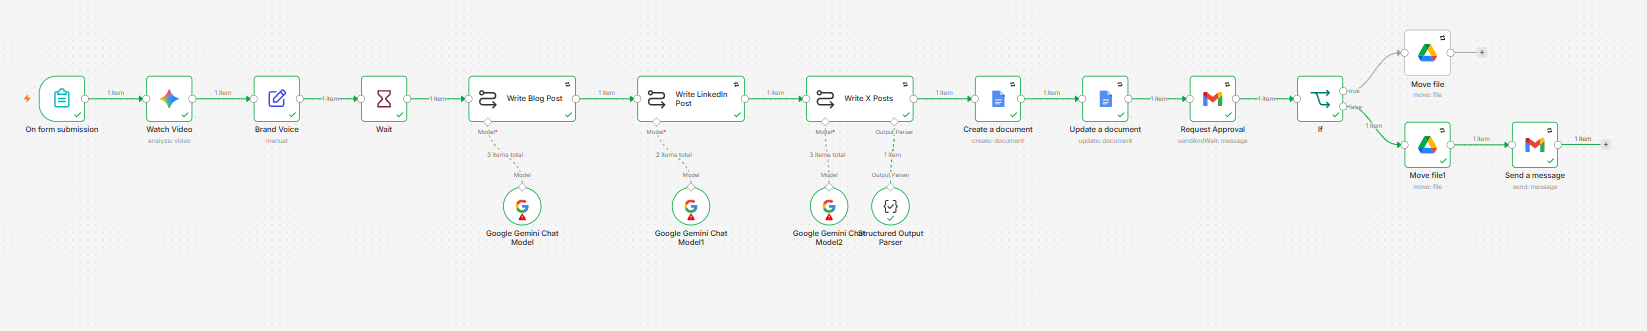 Move file
move: file
1 item
1 item
1 item
1 item
1 item
1 item
1 item
1 item
1 item
1 item
true
false
1 item
Write Blog Post
Write LinkedIn
Post
Write X Posts
On form submission
Watch Video
analyze: video
Brand Voice
manual
Wait
Model*
Model*
Model*
Output Parser
Create a document
create: document
Update a document
update: document
Request Approval
sendAndWait: message
If
1 item
1 item
3 items total
2 items total
3 items total
1 item
Model
Model
Model
Output Parser
Move file1
move: file
Send a message
send: message
Google Gemini Chat
Model
Google Gemini Chat
Model1
Google Gemini Chat
Model2
Structured Output
Parser